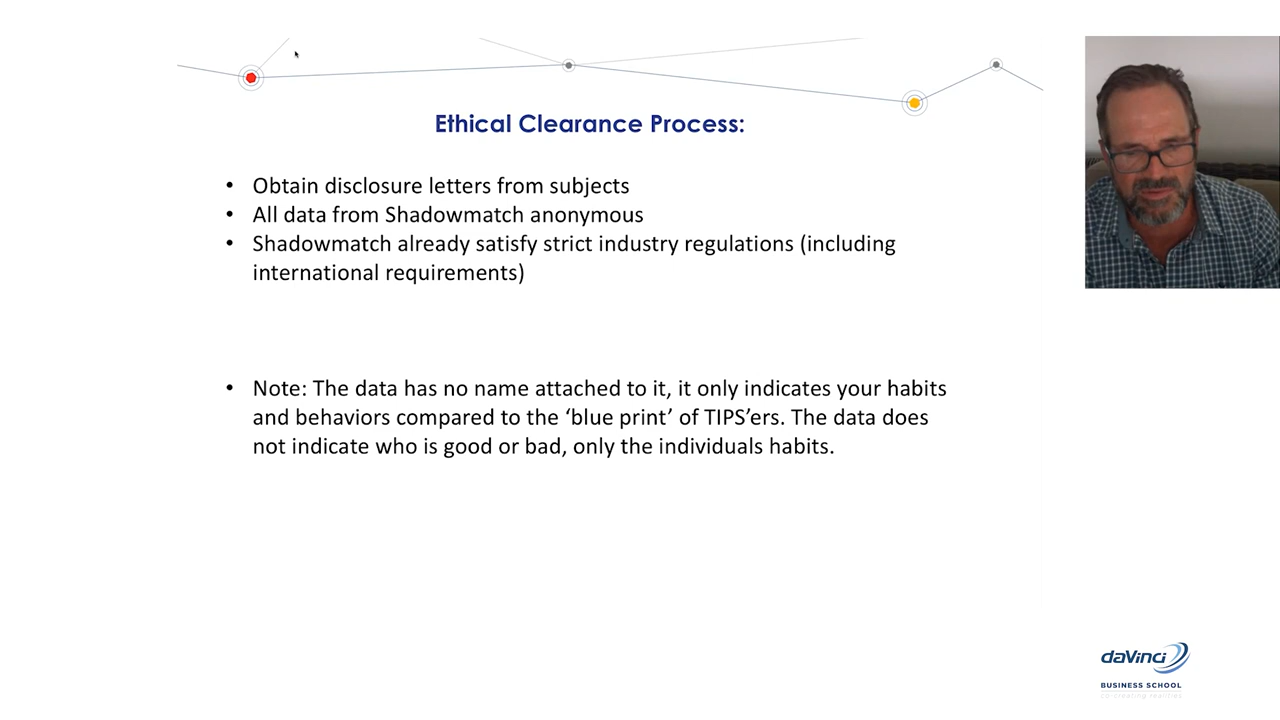 Ethical Clearance Process:
• Obtain disclosure letters from subjects
• All data from Shadowmatch anonymous
• Shadowmatch already satisfy strict industry regulations (including
international requirements)
• Note: The data has no name attached to it, it only indicates your habits
and behaviors compared to the ‘blue print’ of TIPS’ers. The data does
not indicate who is good or bad, only the individuals habits.
daVinci
BUSINESS SCHOOL
co-creating realities